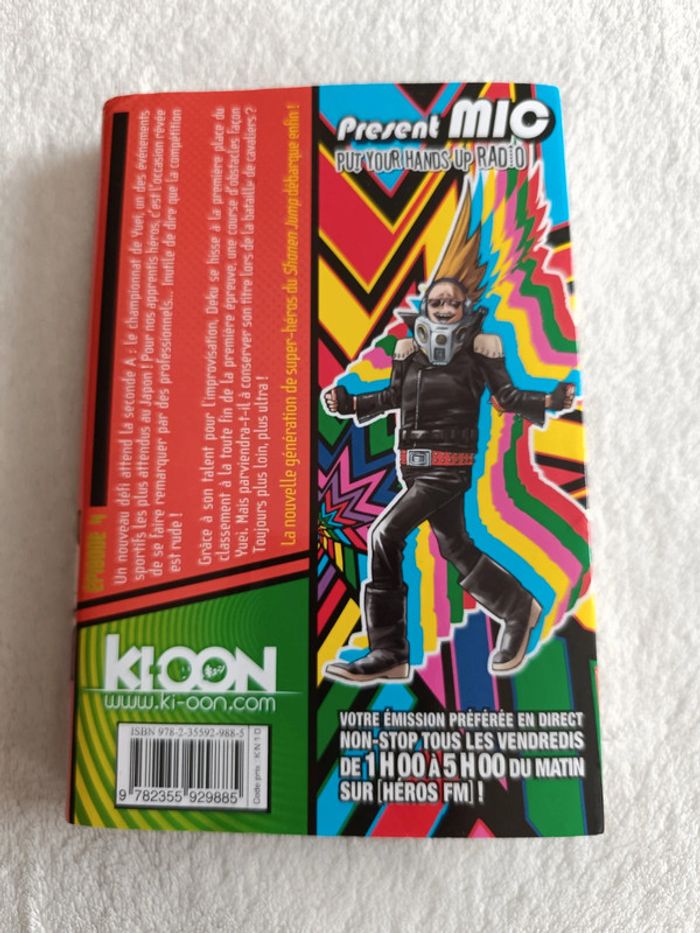 Present MIC
PUT YOUR HANDS UP RADIO
ÉPISODE 4
Un nouveau défi attend la seconde A : le championnat de Yuei, un des événements
sportifs les plus attendus au Japon ! Pour nos apprentis héros, c'est l'occasion rêvée
de se faire remarquer par des professionnels... Inutile de dire que la compétition
est rude !
Grâce à son talent pour l'improvisation, Deku se hisse à la première place du
classement à la toute fin de la première épreuve, une course d'obstacles façon
Yuei. Mais parviendra-t-il à conserver son titre lors de la bataille de cavaliers ?
Toujours plus loin, plus ultra !
La nouvelle génération de super-héros du Shonen Jump débarque enfin !
KI-OON
www.ki-oon.com
ISBN 978-2-35592-988-5
9 782355 929885
Code prix : KN10
VOTRE ÉMISSION PRÉFÉRÉE EN DIRECT
NON-STOP TOUS LES VENDREDIS
DE 1H00 À 5H00 DU MATIN
SUR [HÉROS FM] !